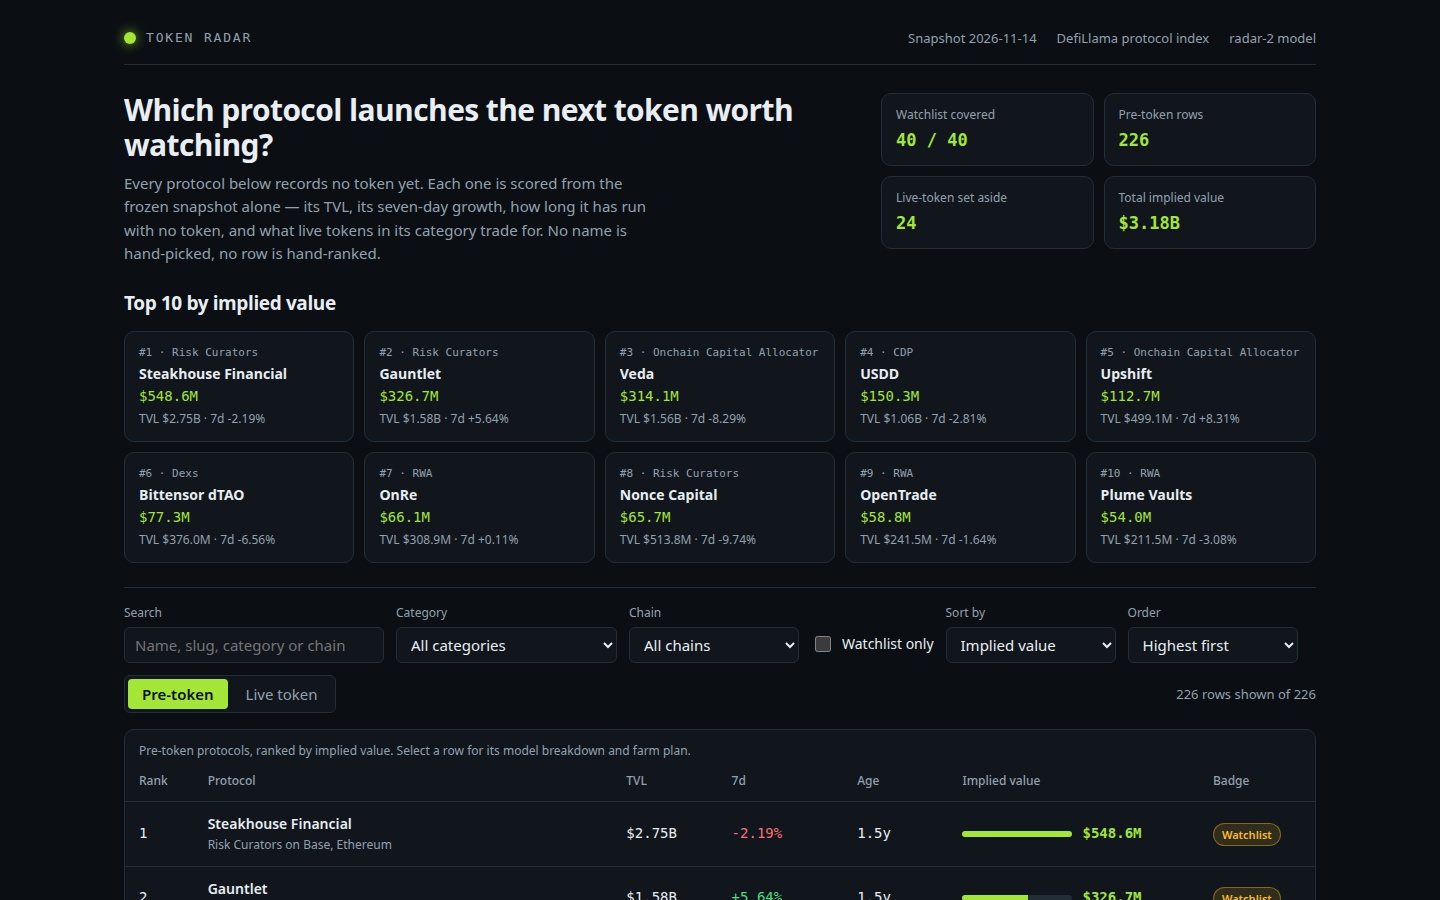 TOKEN RADAR
Snapshot 2026-11-14 DefiLlama protocol index radar-2 model
Which protocol launches the next token worth
watching?
Every protocol below records no token yet. Each one is scored from the
frozen snapshot alone — its TVL, its seven-day growth, how long it has run
with no token, and what live tokens in its category trade for. No name is
hand-picked, no row is hand-ranked.
Watchlist covered
40 / 40
Pre-token rows
226
Live-token set aside
24
Total implied value
$3.18B
Top 10 by implied value
#1 · Risk Curators
Steakhouse Financial
$548.6M
TVL $2.75B · 7d -2.19%
#2 · Risk Curators
Gauntlet
$326.7M
TVL $1.58B · 7d +5.64%
#3 · Onchain Capital Allocator
Veda
$314.1M
TVL $1.56B · 7d -8.29%
#4 · CDP
USDD
$150.3M
TVL $1.06B · 7d -2.81%
#5 · Onchain Capital Allocator
Upshift
$112.7M
TVL $499.1M · 7d +8.31%
#6 · Dexs
Bittensor dTAO
$77.3M
TVL $376.0M · 7d -6.56%
#7 · RWA
OnRe
$66.1M
TVL $308.9M · 7d +0.11%
#8 · Risk Curators
Nonce Capital
$65.7M
TVL $513.8M · 7d -9.74%
#9 · RWA
OpenTrade
$58.8M
TVL $241.5M · 7d -1.64%
#10 · RWA
Plume Vaults
$54.0M
TVL $211.5M · 7d -3.08%
Search Category Chain Sort by Order
Name, slug, category or chain All categories All chains Watchlist only Implied value Highest first
Pre-token Live token 226 rows shown of 226
Pre-token protocols, ranked by implied value. Select a row for its model breakdown and farm plan.
Rank Protocol TVL 7d Age Implied value Badge
1 Steakhouse Financial $2.75B -2.19% 1.5y $548.6M Watchlist
Risk Curators on Base, Ethereum
2 Gauntlet $1.58B +5.64% 1.5y $326.7M Watchlist